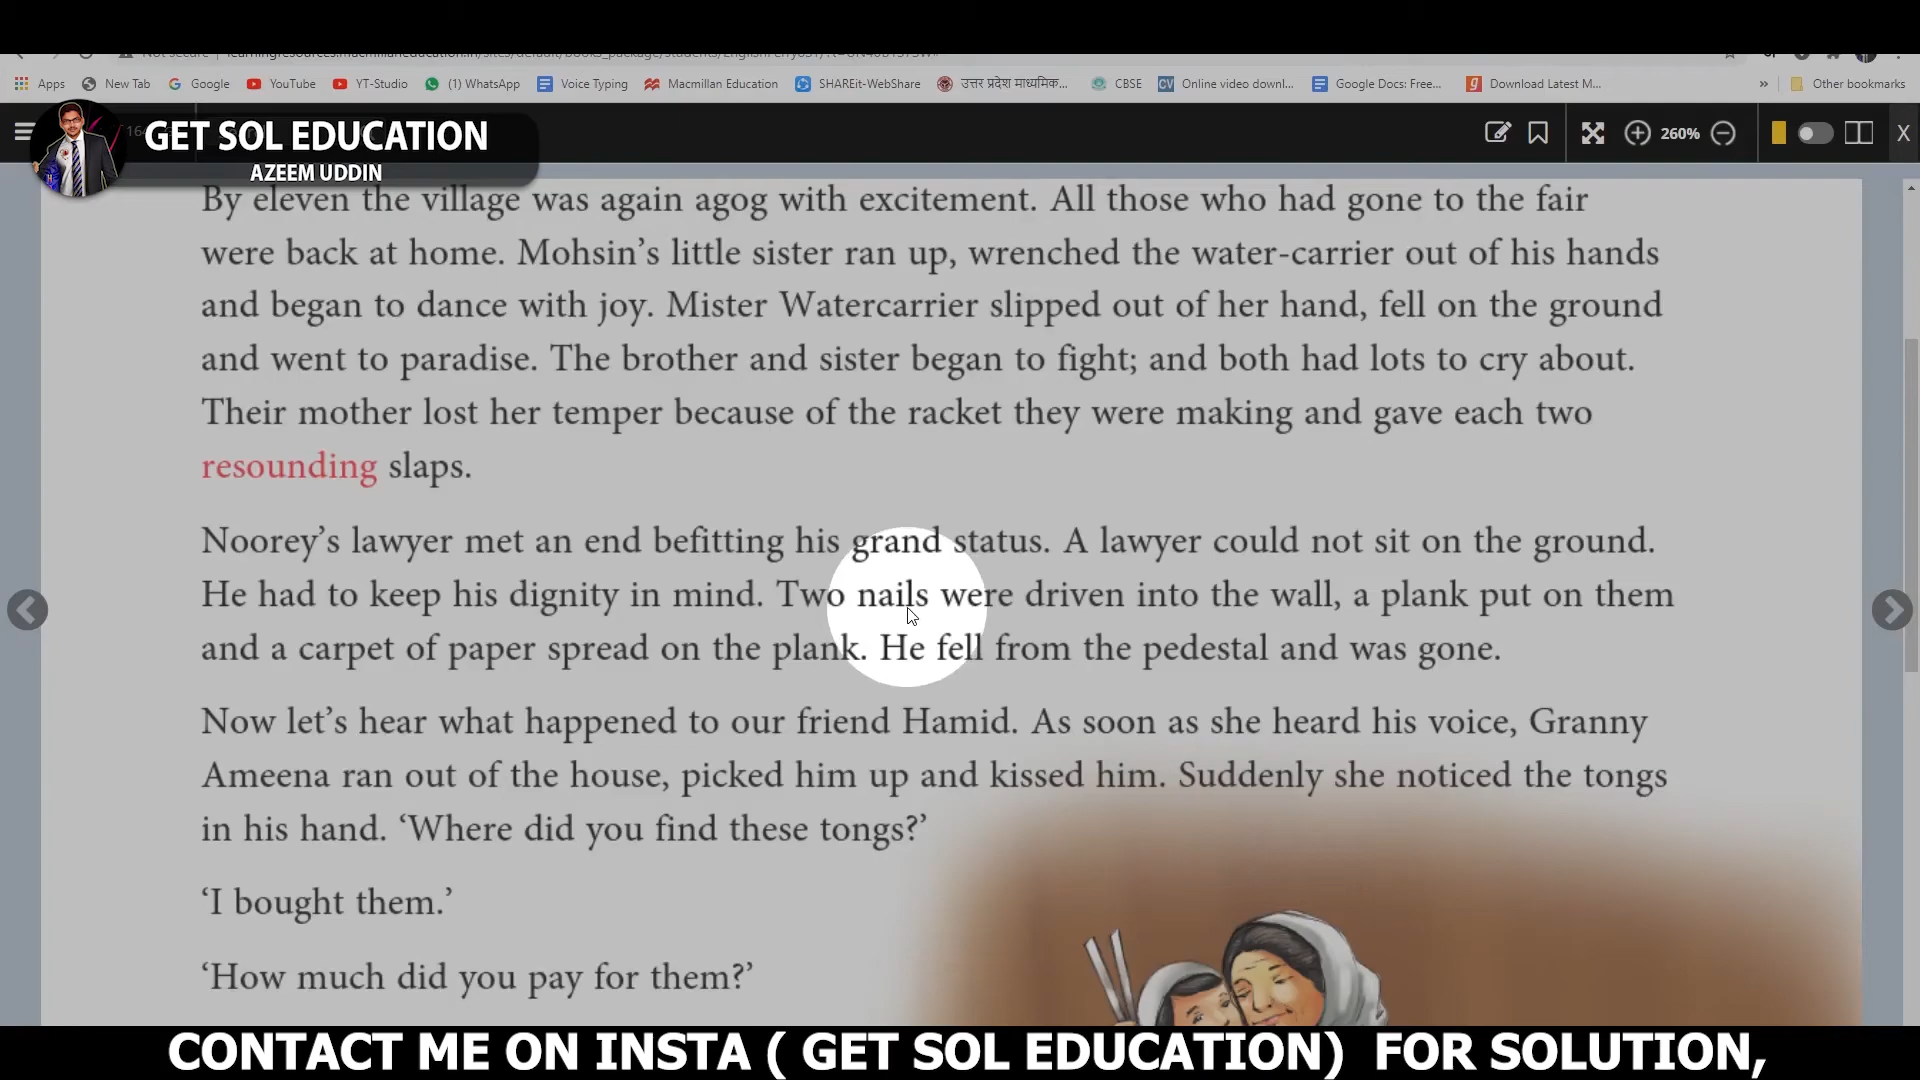 Not secure
Apps New Tab Google YouTube YT-Studio (1) WhatsApp Voice Typing Macmillan Education SHAREit-WebShare उत्तर प्रदेश माध्यमिक... CBSE Online video downl... Google Docs: Free... Download Latest M... » Other bookmarks
GET SOL EDUCATION
AZEEM UDDIN
260%
X
By eleven the village was again agog with excitement. All those who had gone to the fair
were back at home. Mohsin’s little sister ran up, wrenched the water-carrier out of his hands
and began to dance with joy. Mister Watercarrier slipped out of her hand, fell on the ground
and went to paradise. The brother and sister began to fight; and both had lots to cry about.
Their mother lost her temper because of the racket they were making and gave each two
resounding slaps.
Noorey’s lawyer met an end befitting his grand status. A lawyer could not sit on the ground.
He had to keep his dignity in mind. Two nails were driven into the wall, a plank put on them
and a carpet of paper spread on the plank. He fell from the pedestal and was gone.
Now let’s hear what happened to our friend Hamid. As soon as she heard his voice, Granny
Ameena ran out of the house, picked him up and kissed him. Suddenly she noticed the tongs
in his hand. ‘Where did you find these tongs?’
‘I bought them.’
‘How much did you pay for them?’
CONTACT ME ON INSTA ( GET SOL EDUCATION) FOR SOLUTION,